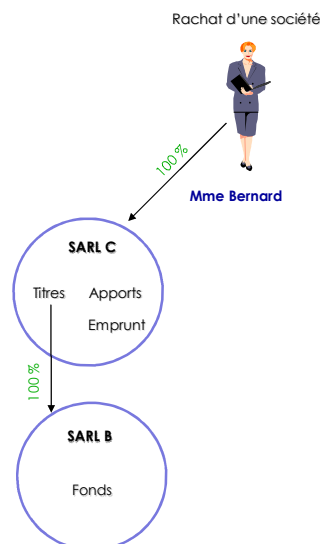 Rachat d'une société
100 %
Mme Bernard
SARL C
Titres Apports
Emprunt
100 %
SARL B
Fonds